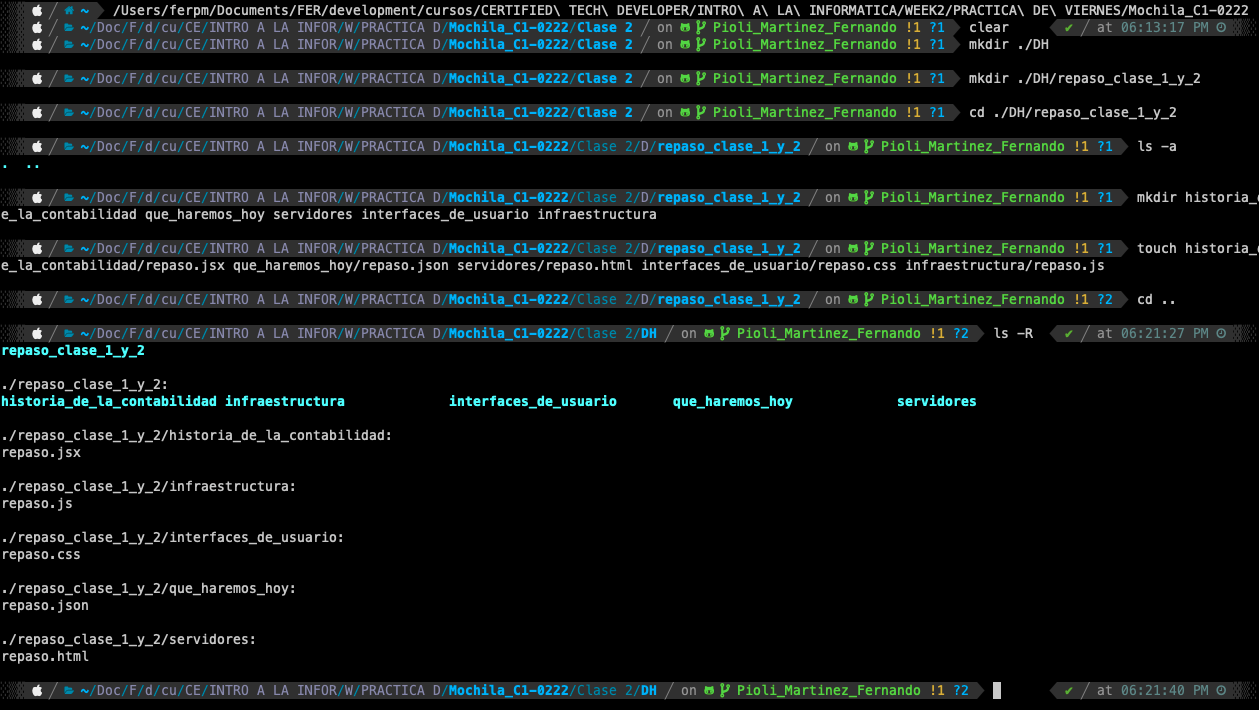 ~ /Users/ferpm/Documents/FER/development/cursos/CERTIFIED\ TECH\ DEVELOPER/INTRO\ A\ LA\ INFORMATICA/WEEK2/PRACTICA\ DE\ VIERNES/Mochila_C1-0222
~/Doc/F/d/cu/CE/INTRO A LA INFOR/W/PRACTICA D/Mochila_C1-0222/Clase 2 / on Pioli_Martinez_Fernando !1 ?1 clear ✔ / at 06:13:17 PM
~/Doc/F/d/cu/CE/INTRO A LA INFOR/W/PRACTICA D/Mochila_C1-0222/Clase 2 / on Pioli_Martinez_Fernando !1 ?1 mkdir ./DH
~/Doc/F/d/cu/CE/INTRO A LA INFOR/W/PRACTICA D/Mochila_C1-0222/Clase 2 / on Pioli_Martinez_Fernando !1 ?1 mkdir ./DH/repaso_clase_1_y_2
~/Doc/F/d/cu/CE/INTRO A LA INFOR/W/PRACTICA D/Mochila_C1-0222/Clase 2 / on Pioli_Martinez_Fernando !1 ?1 cd ./DH/repaso_clase_1_y_2
~/Doc/F/d/cu/CE/INTRO A LA INFOR/W/PRACTICA D/Mochila_C1-0222/Clase 2/D/repaso_clase_1_y_2 / on Pioli_Martinez_Fernando !1 ?1 ls -a
. ..
~/Doc/F/d/cu/CE/INTRO A LA INFOR/W/PRACTICA D/Mochila_C1-0222/Clase 2/D/repaso_clase_1_y_2 / on Pioli_Martinez_Fernando !1 ?1 mkdir historia_d
e_la_contabilidad que_haremos_hoy servidores interfaces_de_usuario infraestructura
~/Doc/F/d/cu/CE/INTRO A LA INFOR/W/PRACTICA D/Mochila_C1-0222/Clase 2/D/repaso_clase_1_y_2 / on Pioli_Martinez_Fernando !1 ?1 touch historia_d
e_la_contabilidad/repaso.jsx que_haremos_hoy/repaso.json servidores/repaso.html interfaces_de_usuario/repaso.css infraestructura/repaso.js
~/Doc/F/d/cu/CE/INTRO A LA INFOR/W/PRACTICA D/Mochila_C1-0222/Clase 2/D/repaso_clase_1_y_2 / on Pioli_Martinez_Fernando !1 ?2 cd ..
~/Doc/F/d/cu/CE/INTRO A LA INFOR/W/PRACTICA D/Mochila_C1-0222/Clase 2/DH / on Pioli_Martinez_Fernando !1 ?2 ls -R ✔ / at 06:21:27 PM
repaso_clase_1_y_2
./repaso_clase_1_y_2:
historia_de_la_contabilidad infraestructura interfaces_de_usuario que_haremos_hoy servidores
./repaso_clase_1_y_2/historia_de_la_contabilidad:
repaso.jsx
./repaso_clase_1_y_2/infraestructura:
repaso.js
./repaso_clase_1_y_2/interfaces_de_usuario:
repaso.css
./repaso_clase_1_y_2/que_haremos_hoy:
repaso.json
./repaso_clase_1_y_2/servidores:
repaso.html
~/Doc/F/d/cu/CE/INTRO A LA INFOR/W/PRACTICA D/Mochila_C1-0222/Clase 2/DH / on Pioli_Martinez_Fernando !1 ?2 ✔ / at 06:21:40 PM